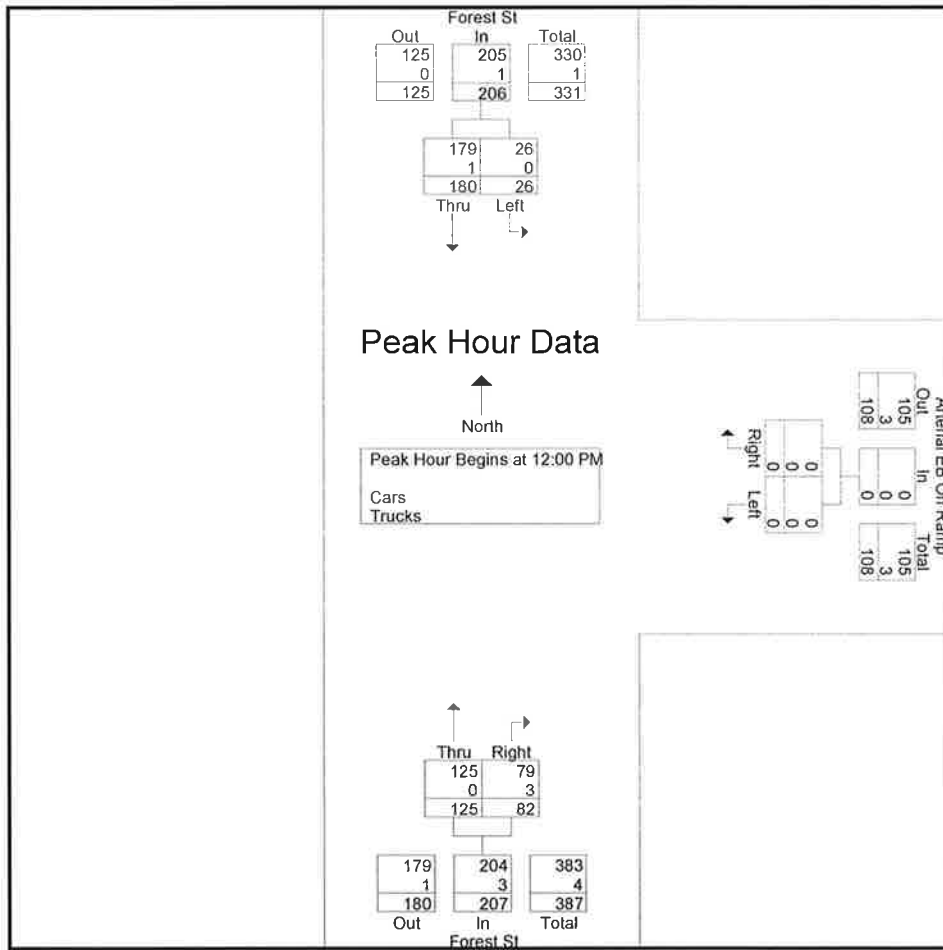 Forest St
Out In Total
125 205 330
0 1 1
125 206 331
179 26
1 0
180 26
Thru Left
Peak Hour Data
North
Peak Hour Begins at 12:00 PM
Cars
Trucks
Arterial EB On Ramp
Out In Total
105 0 105
3 0 3
108 0 108
0 0
0 0
0 0
Right Left
Thru Right
125 79
0 3
125 82
179 204 383
1 3 4
180 207 387
Out In Total
Forest St